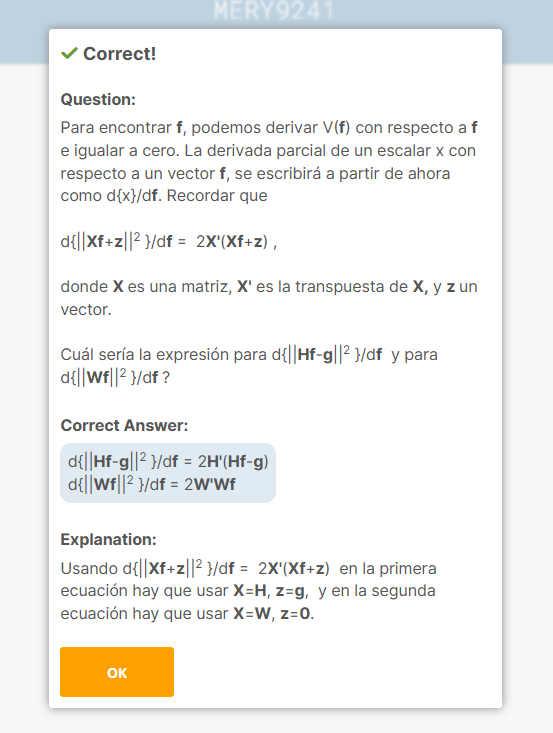 MERY9241
Correct!
Question:
Para encontrar f, podemos derivar V(f) con respecto a f
e igualar a cero. La derivada parcial de un escalar x con
respecto a un vector f, se escribirá a partir de ahora
como d{x}/df. Recordar que
d{||Xf+z||² }/df = 2X'(Xf+z) ,
donde X es una matriz, X' es la transpuesta de X, y z un
vector.
Cuál sería la expresión para d{||Hf-g||² }/df y para
d{||Wf||² }/df ?
Correct Answer:
d{||Hf-g||² }/df = 2H'(Hf-g)
d{||Wf||² }/df = 2W'Wf
Explanation:
Usando d{||Xf+z||² }/df = 2X'(Xf+z) en la primera
ecuación hay que usar X=H, z=g, y en la segunda
ecuación hay que usar X=W, z=0.
OK